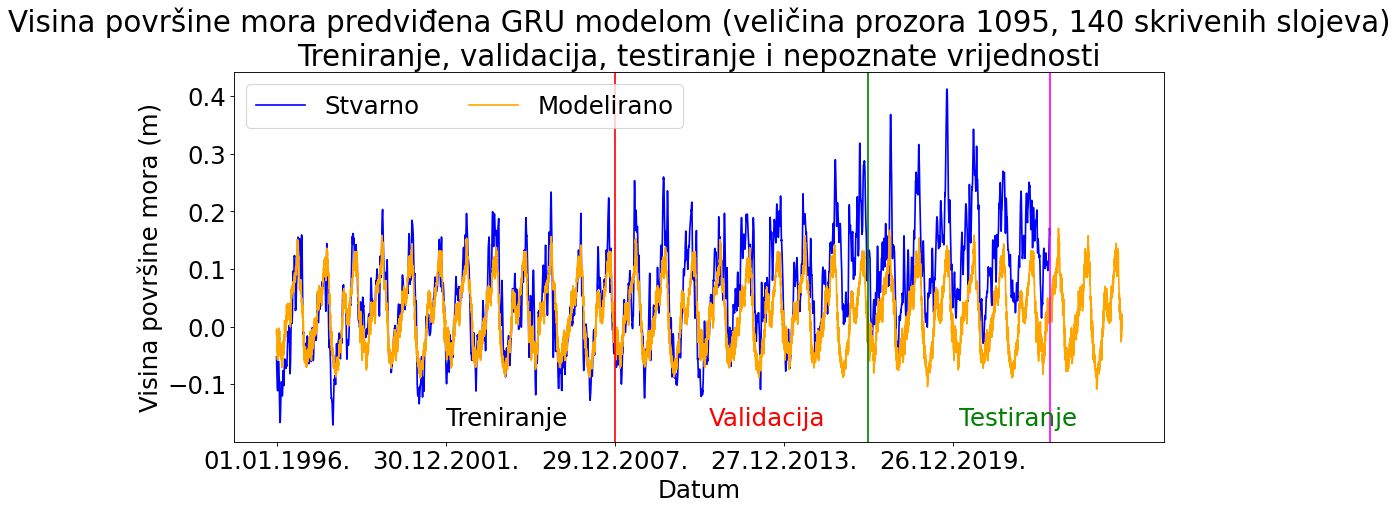 Visina površine mora predviđena GRU modelom (veličina prozora 1095, 140 skrivenih slojeva)
Treniranje, validacija, testiranje i nepoznate vrijednosti
Stvarno
Modelirano
Visina površine mora (m)
0.4
0.3
0.2
0.1
0.0
−0.1
Treniranje
Validacija
Testiranje
01.01.1996.
30.12.2001.
29.12.2007.
27.12.2013.
26.12.2019.
Datum